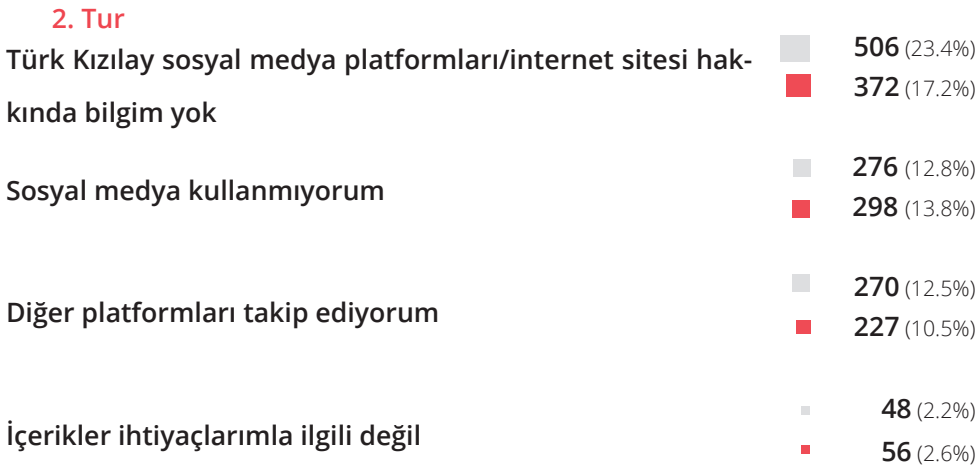 2. Tur
Türk Kızılay sosyal medya platformları/internet sitesi hak-
kında bilgim yok
506 (23.4%)
372 (17.2%)
Sosyal medya kullanmıyorum
276 (12.8%)
298 (13.8%)
Diğer platformları takip ediyorum
270 (12.5%)
227 (10.5%)
İçerikler ihtiyaçlarımla ilgili değil
48 (2.2%)
56 (2.6%)